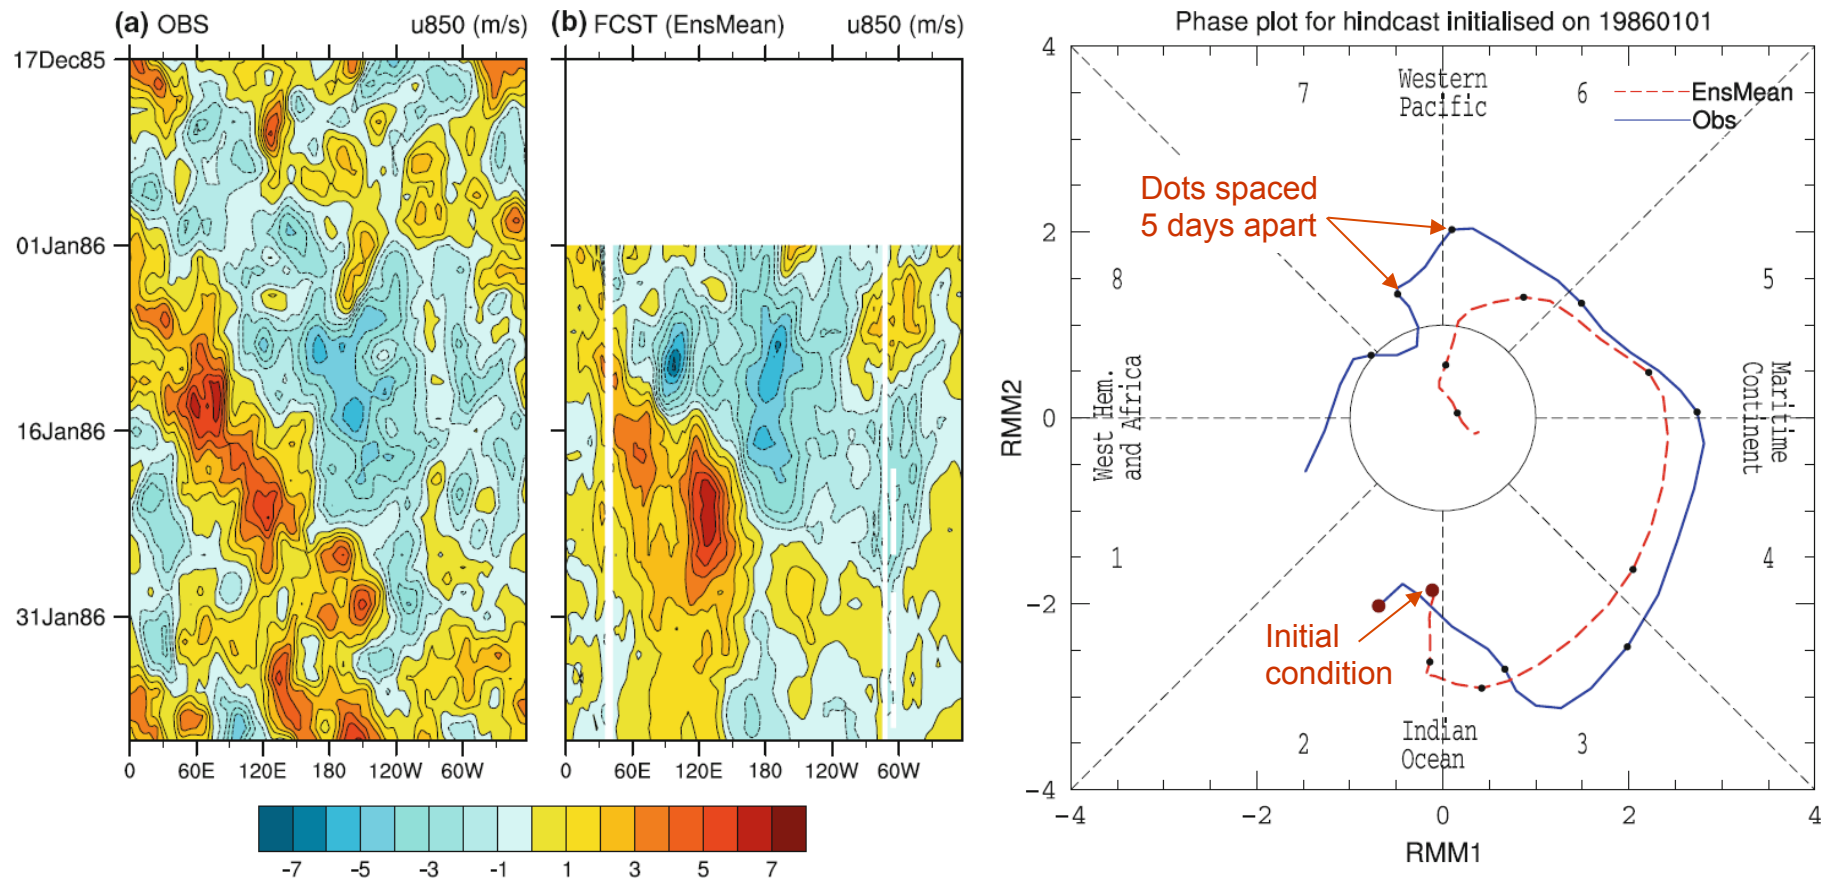 (a) OBS u850 (m/s)
17Dec85
01Jan86
16Jan86
31Jan86
0 60E 120E 180 120W 60W
(b) FCST (EnsMean) u850 (m/s)
0 60E 120E 180 120W 60W
-7 -5 -3 -1 1 3 5 7
Phase plot for hindcast initialised on 19860101
4
2
0
-2
-4
RMM2
-4 -2 0 2 4
RMM1
7
Western
Pacific
6
EnsMean
Obs
Dots spaced
5 days apart
8
5
West Hem.
and Africa
Maritime
Continent
1
4
Initial
condition
2
Indian
Ocean
3